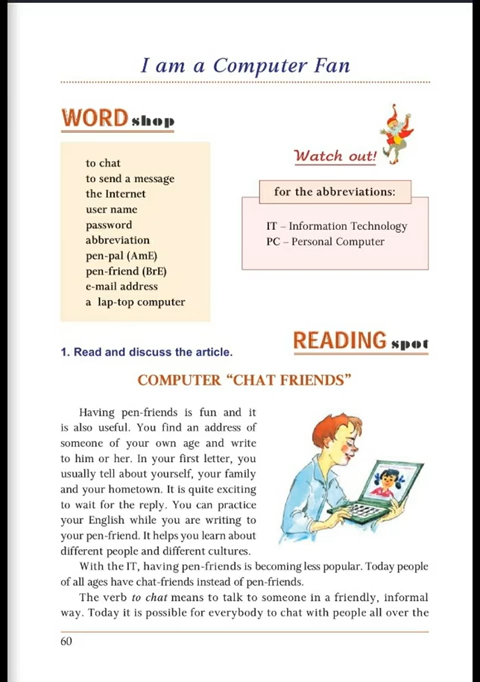 I am a Computer Fan
WORD shop
to chat
to send a message
the Internet
user name
password
abbreviation
pen-pal (AmE)
pen-friend (BrE)
e-mail address
a lap-top computer
Watch out!
for the abbreviations:
IT – Information Technology
PC – Personal Computer
READING spot
1. Read and discuss the article.
COMPUTER “CHAT FRIENDS”
Having pen-friends is fun and it
is also useful. You find an address of
someone of your own age and write
to him or her. In your first letter, you
usually tell about yourself, your family
and your hometown. It is quite exciting
to wait for the reply. You can practice
your English while you are writing to
your pen-friend. It helps you learn about
different people and different cultures.
With the IT, having pen-friends is becoming less popular. Today people
of all ages have chat-friends instead of pen-friends.
The verb to chat means to talk to someone in a friendly, informal
way. Today it is possible for everybody to chat with people all over the
60